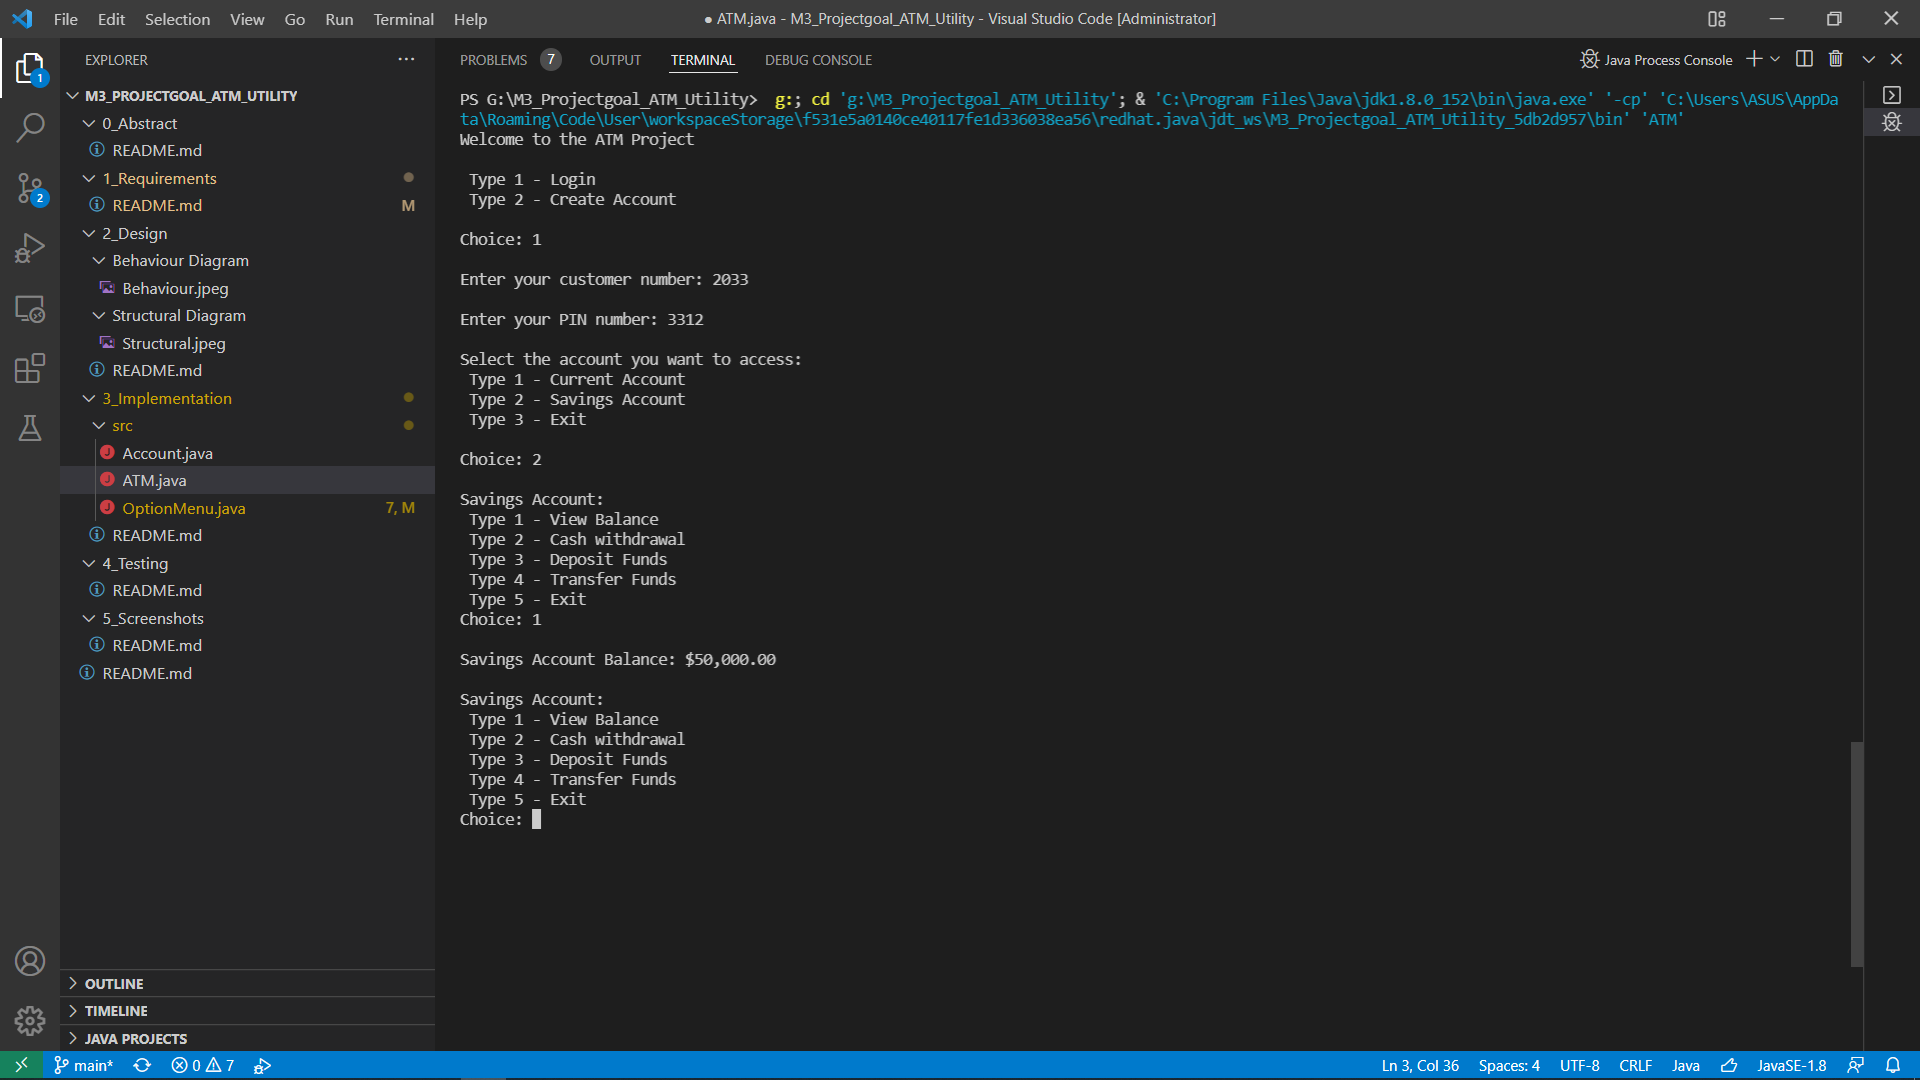 File Edit Selection View Go Run Terminal Help
● ATM.java - M3_Projectgoal_ATM_Utility - Visual Studio Code [Administrator]
EXPLORER
M3_PROJECTGOAL_ATM_UTILITY
0_Abstract
README.md
1_Requirements
README.md M
2_Design
Behaviour Diagram
Behaviour.jpeg
Structural Diagram
Structural.jpeg
README.md
3_Implementation
src
Account.java
ATM.java
OptionMenu.java 7, M
README.md
4_Testing
README.md
5_Screenshots
README.md
README.md
OUTLINE
TIMELINE
JAVA PROJECTS
1
2
PROBLEMS 7 OUTPUT TERMINAL DEBUG CONSOLE
Java Process Console
PS G:\M3_Projectgoal_ATM_Utility>  g:; cd 'g:\M3_Projectgoal_ATM_Utility'; & 'C:\Program Files\Java\jdk1.8.0_152\bin\java.exe' '-cp' 'C:\Users\ASUS\AppDa
ta\Roaming\Code\User\workspaceStorage\f531e5a0140ce40117fe1d336038ea56\redhat.java\jdt_ws\M3_Projectgoal_ATM_Utility_5db2d957\bin' 'ATM'
Welcome to the ATM Project
Type 1 - Login
Type 2 - Create Account
Choice: 1
Enter your customer number: 2033
Enter your PIN number: 3312
Select the account you want to access:
Type 1 - Current Account
Type 2 - Savings Account
Type 3 - Exit
Choice: 2
Savings Account:
Type 1 - View Balance
Type 2 - Cash withdrawal
Type 3 - Deposit Funds
Type 4 - Transfer Funds
Type 5 - Exit
Choice: 1
Savings Account Balance: $50,000.00
Savings Account:
Type 1 - View Balance
Type 2 - Cash withdrawal
Type 3 - Deposit Funds
Type 4 - Transfer Funds
Type 5 - Exit
Choice:
main* 0 7
Ln 3, Col 36 Spaces: 4 UTF-8 CRLF Java JavaSE-1.8